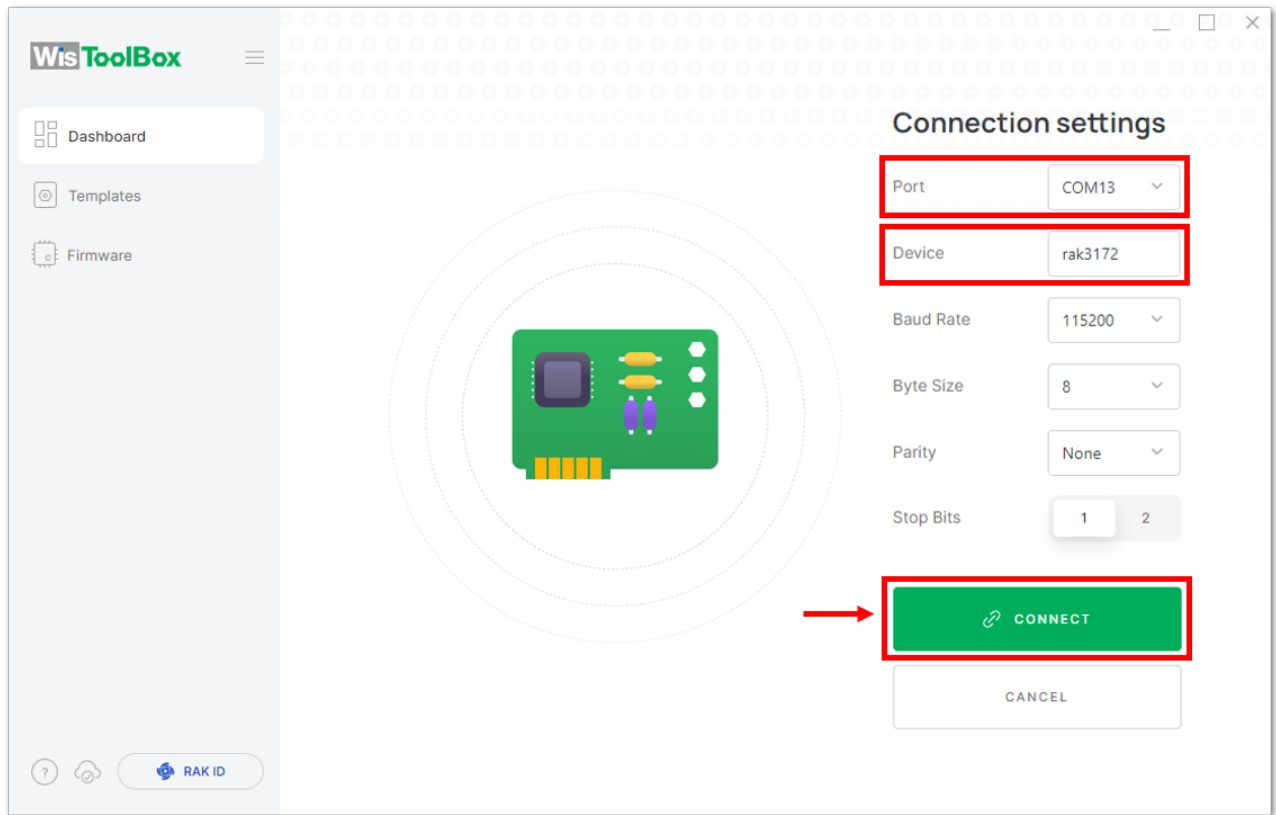 WisToolBox
Dashboard
Templates
Firmware
RAK ID
Connection settings
Port COM13
Device rak3172
Baud Rate 115200
Byte Size 8
Parity None
Stop Bits 1 2
CONNECT
CANCEL
?